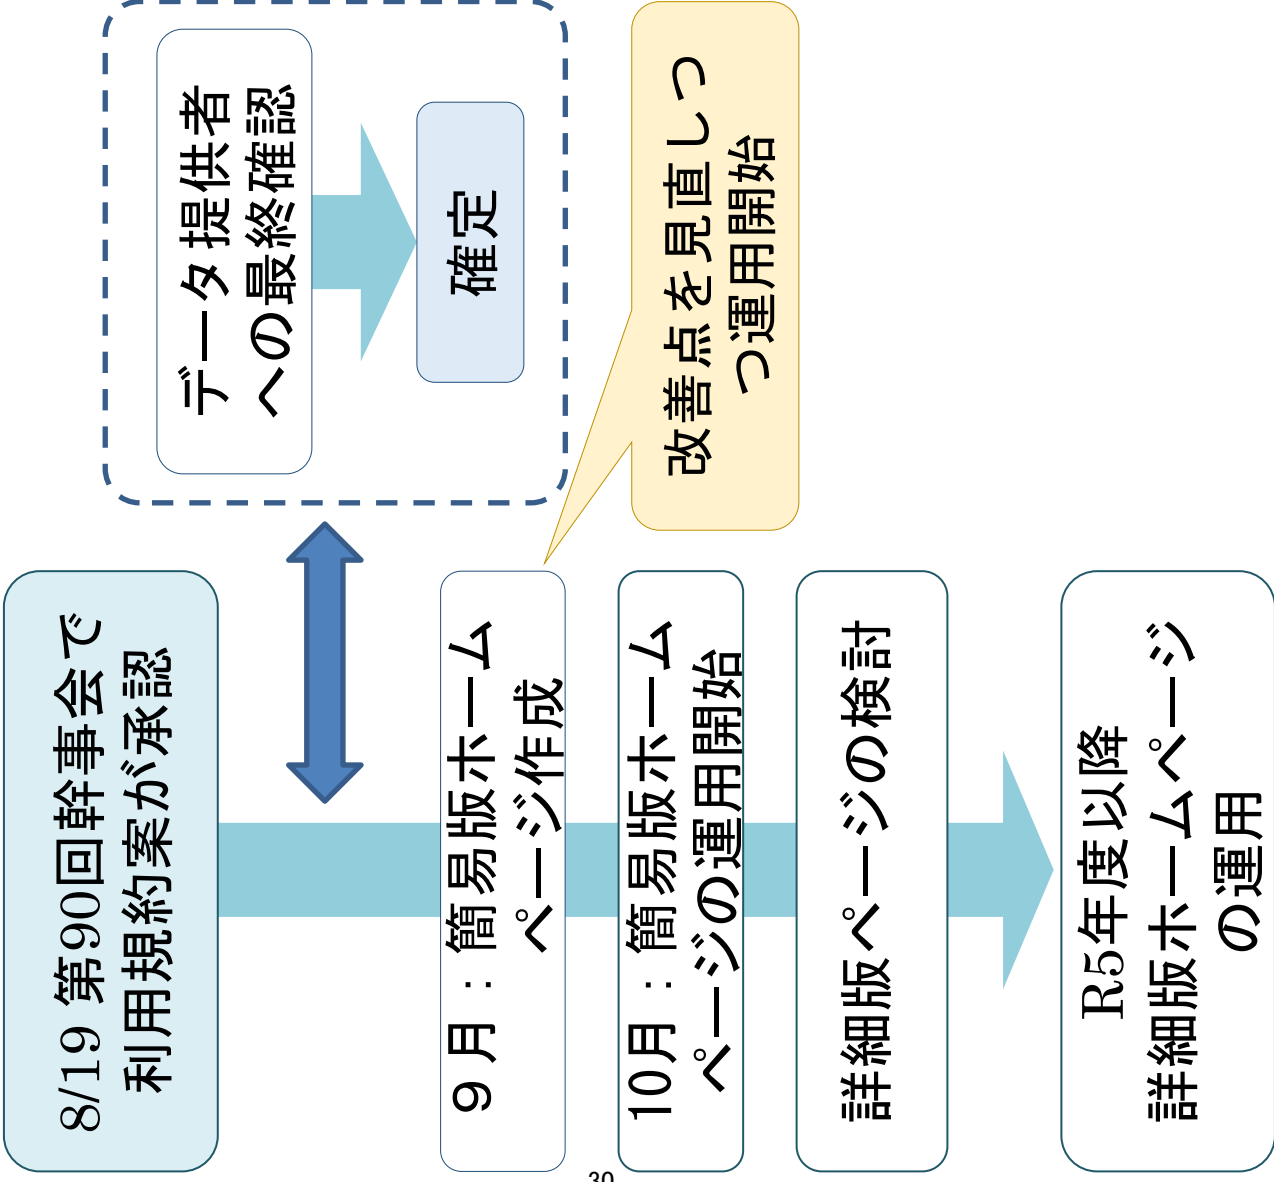 8/19 第90回幹事会で
利用規約案が承認
データ提供者
への最終確認
確定
９月：簡易版ホーム
ページ作成
改善点を見直しつ
つ運用開始
10月：簡易版ホーム
ページの運用開始
詳細版ページの検討
R5年度以降
詳細版ホームページ
の運用
30